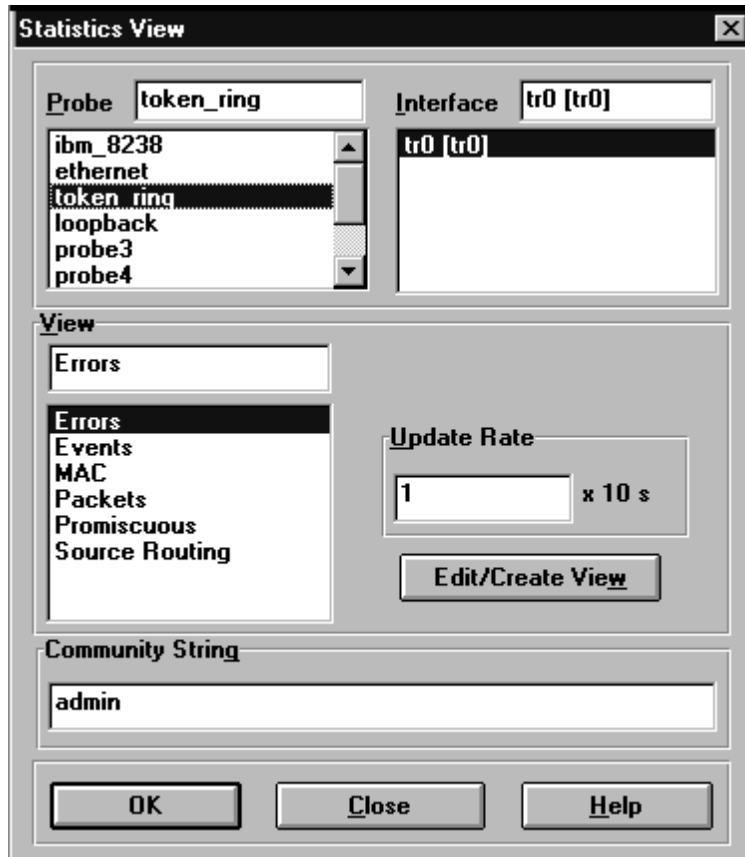 Statistics View
Probe token_ring
ibm_8238
ethernet
token_ring
loopback
probe3
probe4
Interface tr0 [tr0]
tr0 [tr0]
View
Errors
Errors
Events
MAC
Packets
Promiscuous
Source Routing
Update Rate
1 x 10 s
Edit/Create View
Community String
admin
OK Close Help